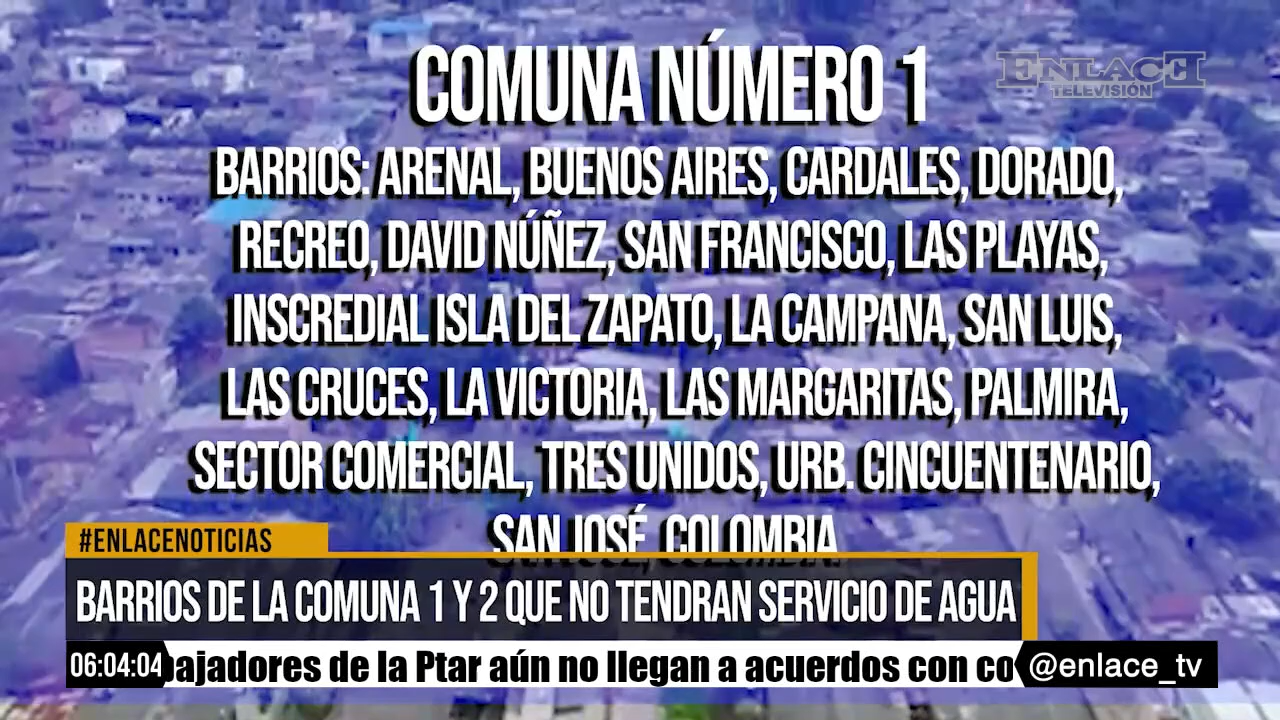 COMUNA NÚMERO 1
ENLACE
TELEVISIÓN
BARRIOS: ARENAL, BUENOS AIRES, CARDALES, DORADO,
RECREO, DAVID NÚÑEZ, SAN FRANCISCO, LAS PLAYAS,
INSCREDIAL ISLA DEL ZAPATO, LA CAMPANA, SAN LUIS,
LAS CRUCES, LA VICTORIA, LAS MARGARITAS, PALMIRA,
SECTOR COMERCIAL, TRES UNIDOS, URB. CINCUENTENARIO,
SAN JOSÉ, COLOMBIA.
#ENLACENOTICIAS
BARRIOS DE LA COMUNA 1 Y 2 QUE NO TENDRAN SERVICIO DE AGUA
06:04:04 bajadores de la Ptar aún no llegan a acuerdos con co @enlace_tv